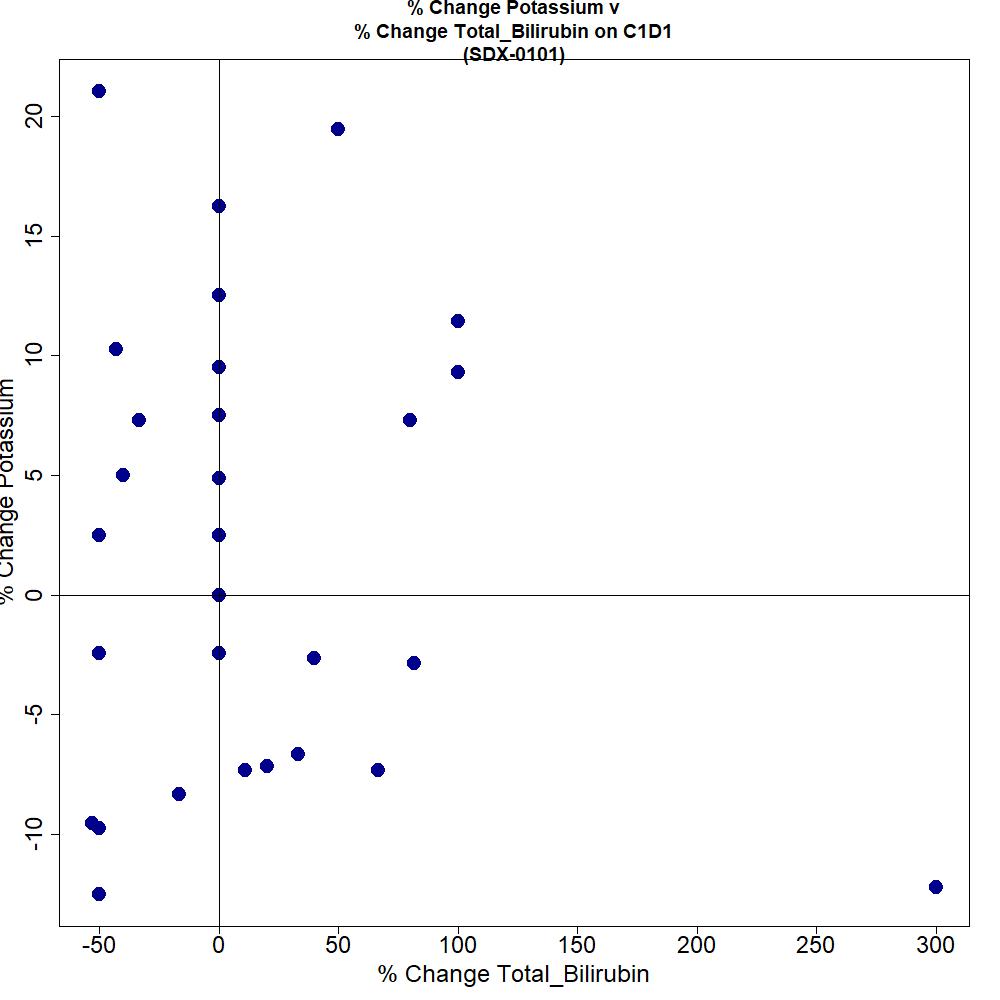 % Change Potassium v
% Change Total_Bilirubin on C1D1
(SDX-0101)
% Change Potassium
20
15
10
5
0
-5
-10
-50 0 50 100 150 200 250 300
% Change Total_Bilirubin